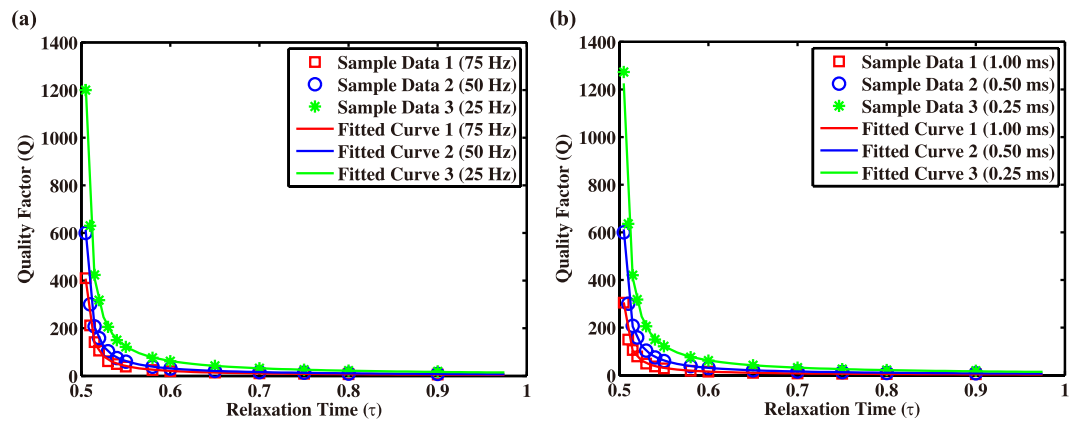 (a)
1400
1200
1000
800
600
400
200
0
Quality Factor (Q)
Sample Data 1 (75 Hz)
Sample Data 2 (50 Hz)
Sample Data 3 (25 Hz)
Fitted Curve 1 (75 Hz)
Fitted Curve 2 (50 Hz)
Fitted Curve 3 (25 Hz)
0.5 0.6 0.7 0.8 0.9 1
Relaxation Time (τ)
(b)
1400
1200
1000
800
600
400
200
0
Quality Factor (Q)
Sample Data 1 (1.00 ms)
Sample Data 2 (0.50 ms)
Sample Data 3 (0.25 ms)
Fitted Curve 1 (1.00 ms)
Fitted Curve 2 (0.50 ms)
Fitted Curve 3 (0.25 ms)
0.5 0.6 0.7 0.8 0.9 1
Relaxation Time (τ)